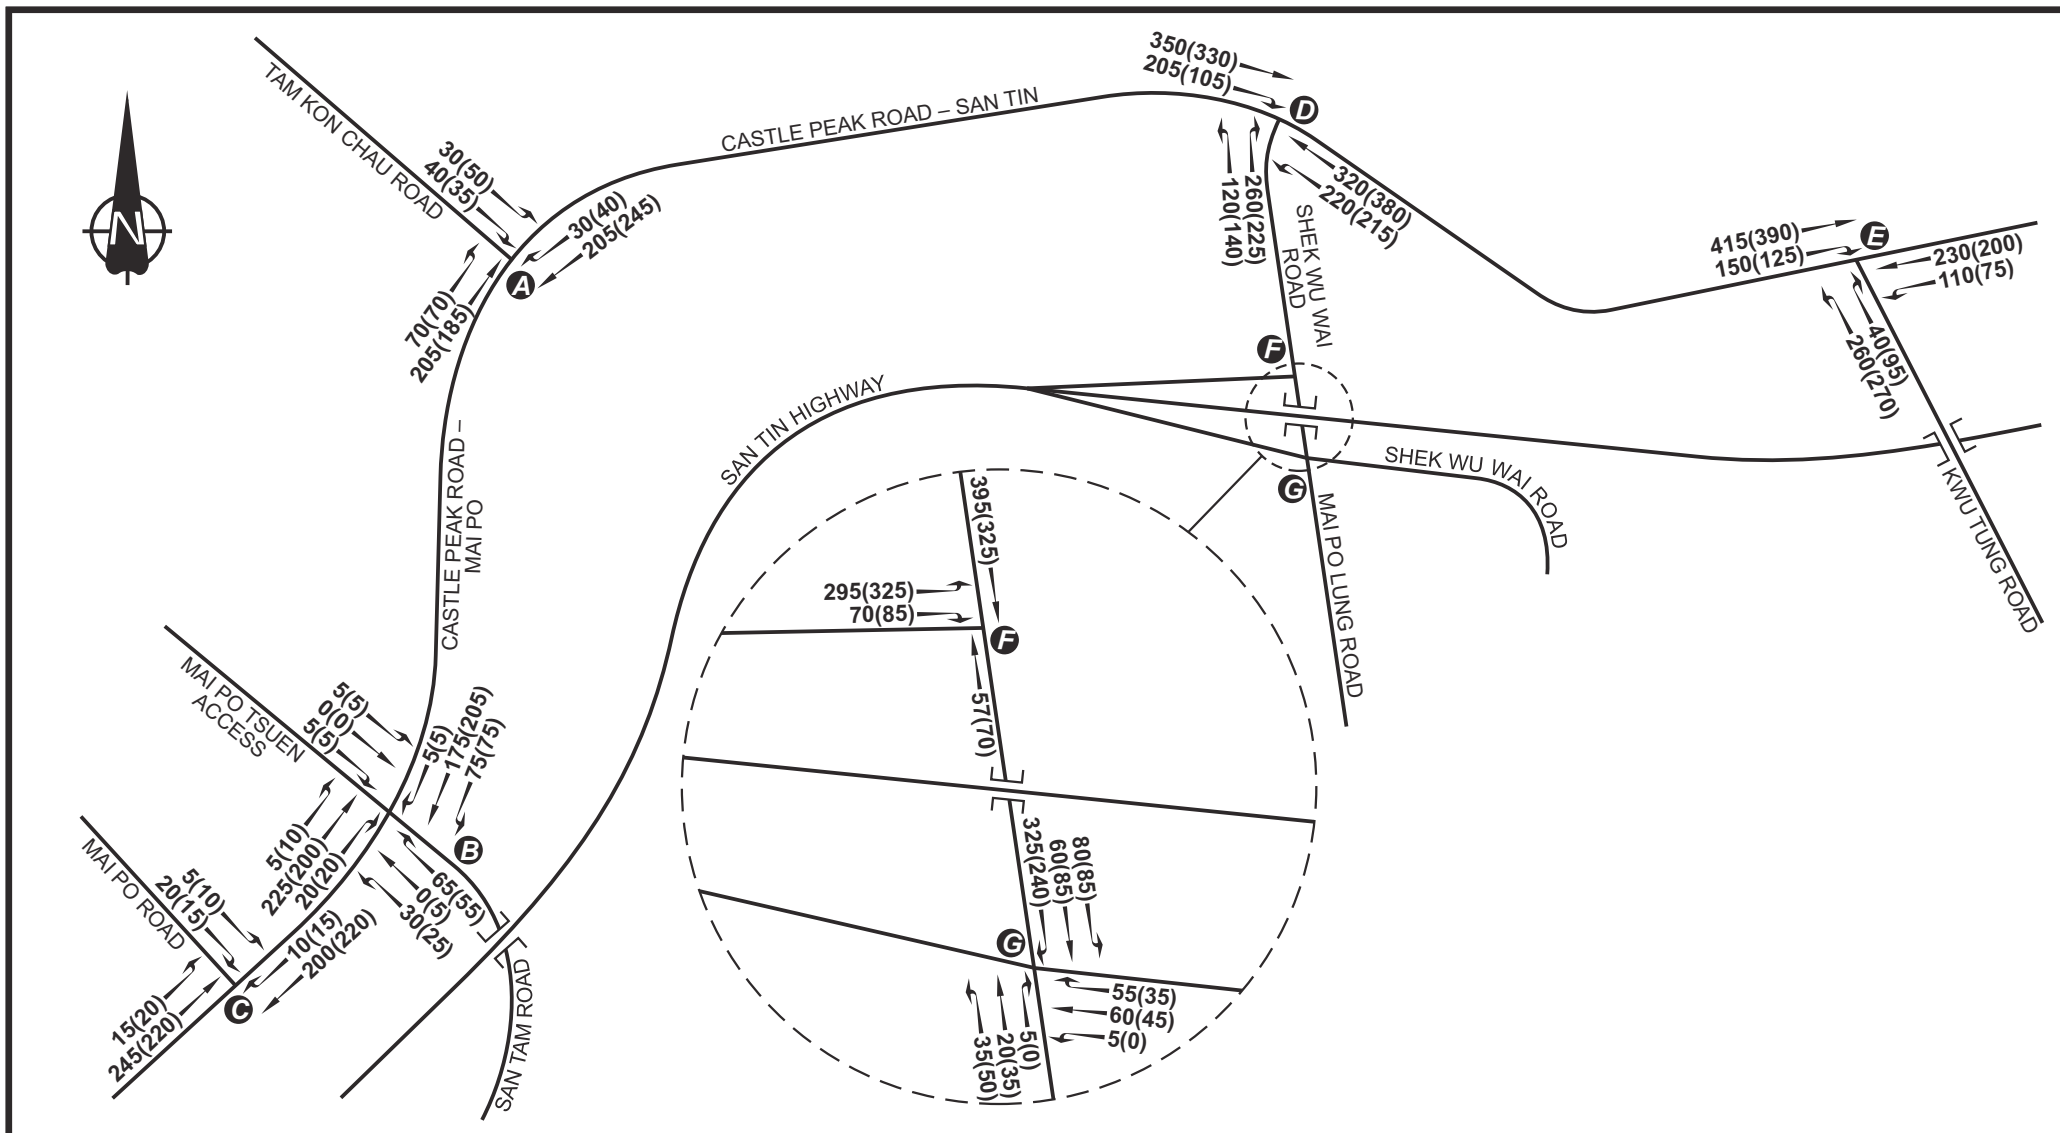 N
TAM KON CHAU ROAD
30(50)
40(35)
30(40)
205(245)
A
70(70)
205(185)
CASTLE PEAK ROAD – SAN TIN
350(330)
205(105)
D
260(225)
120(140)
320(380)
220(215)
SHEK WU WAI
ROAD
415(390)
150(125)
E
230(200)
110(75)
40(95)
260(270)
KWU TUNG ROAD
F
G
SHEK WU WAI ROAD
MAI PO LUNG ROAD
SAN TIN HIGHWAY
CASTLE PEAK ROAD –
MAI PO
395(325)
295(325)
70(85)
F
57(70)
325(240)
60(85)
80(85)
G
55(35)
60(45)
5(0)
5(0)
20(35)
35(50)
MAI PO TSUEN
ACCESS
5(5)
0(0)
5(5)
5(5)
175(205)
75(75)
B
5(10)
225(200)
20(20)
65(55)
0(5)
30(25)
MAI PO ROAD
5(10)
20(15)
10(15)
200(220)
C
15(20)
245(220)
SAN TAM ROAD